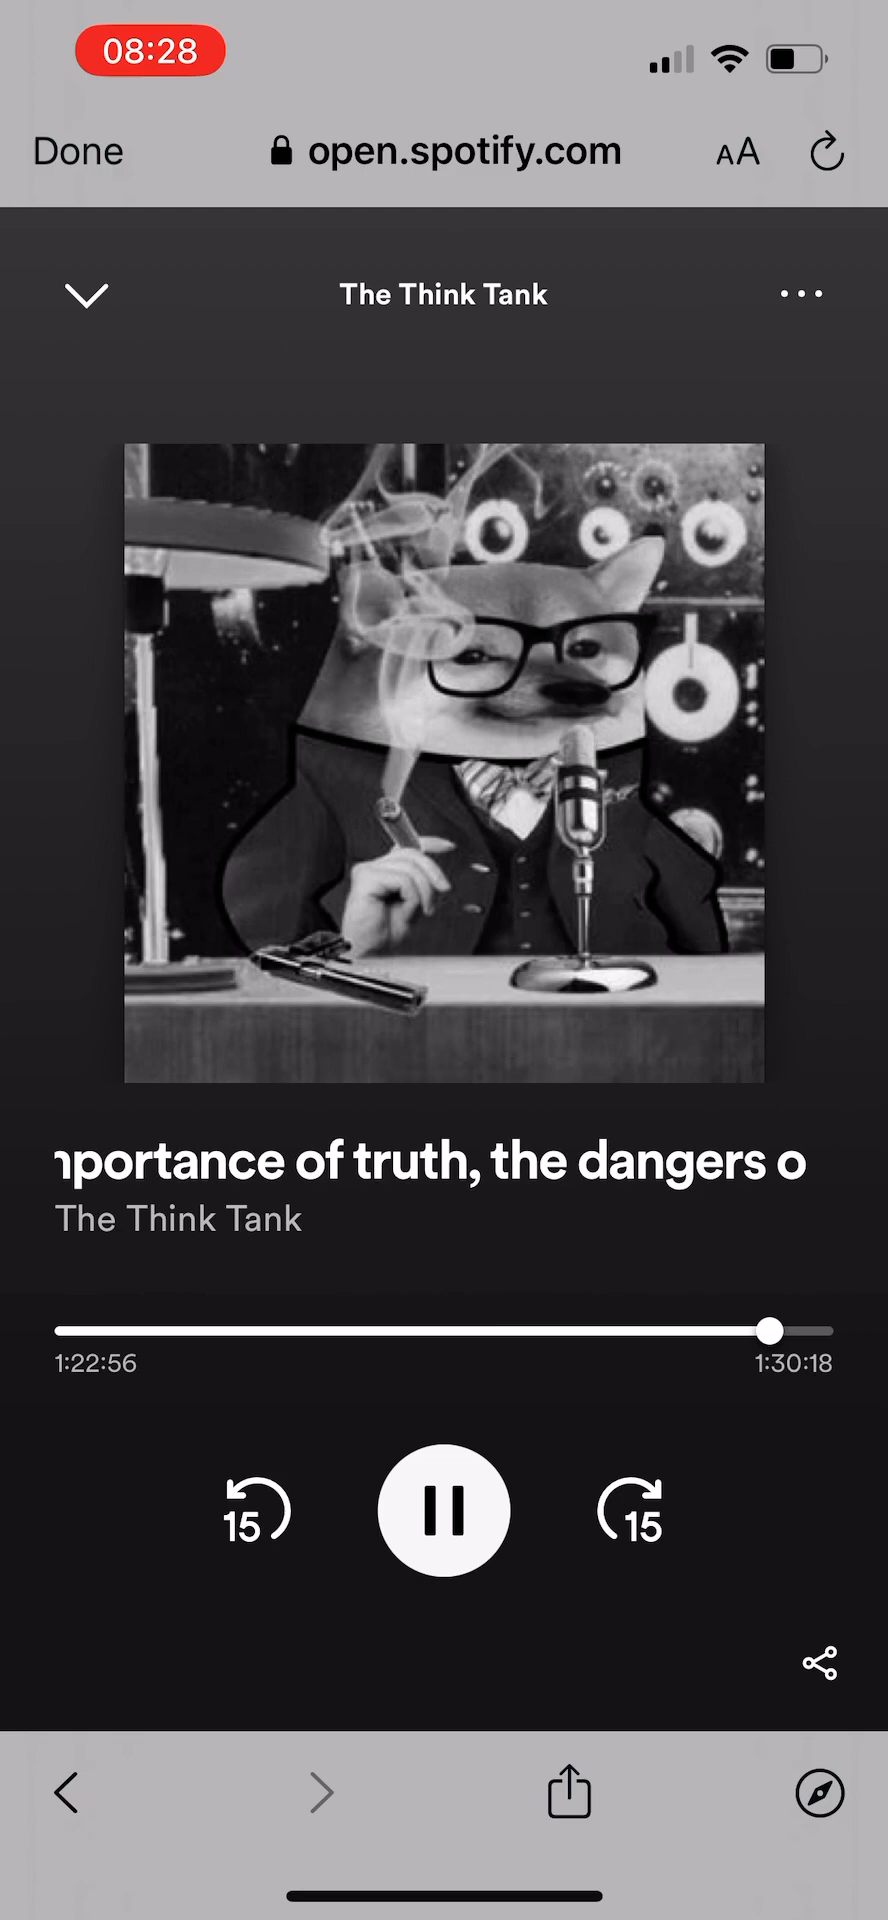 08:28
Done open.spotify.com AA
The Think Tank
nportance of truth, the dangers o
The Think Tank
1:22:56 1:30:18
15 15